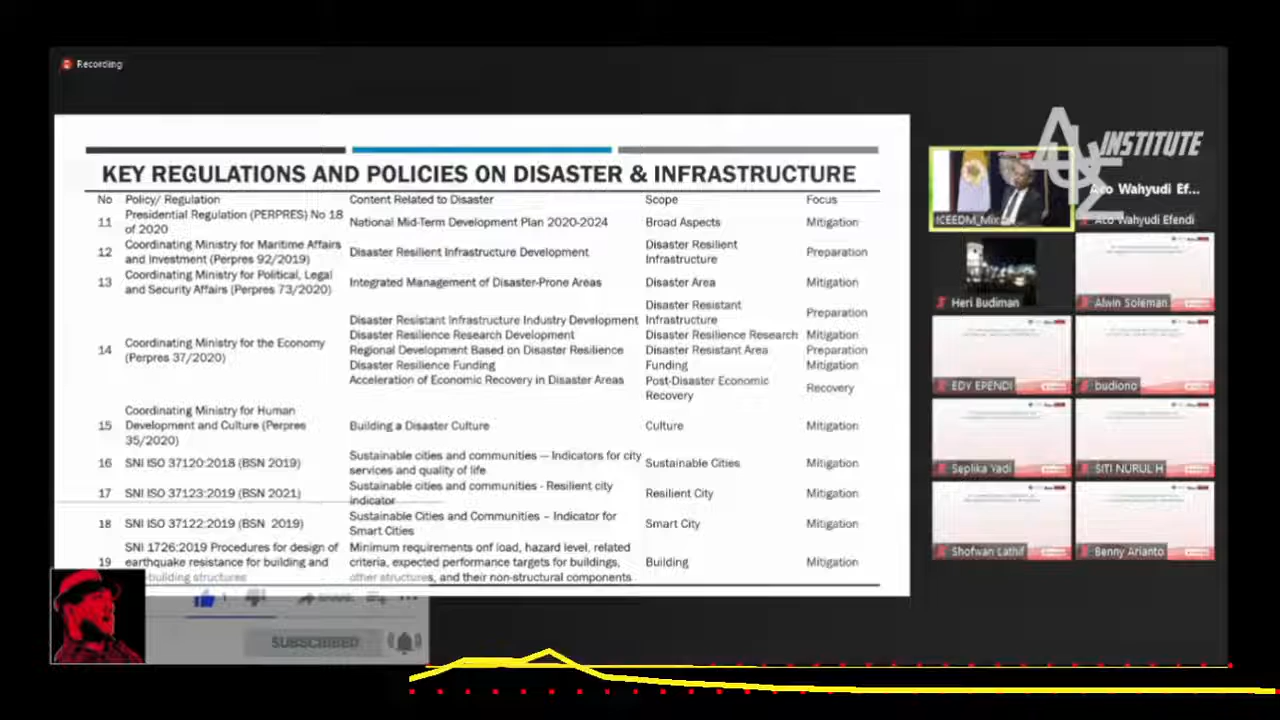 Recording
KEY REGULATIONS AND POLICIES ON DISASTER & INFRASTRUCTURE
No Policy/ Regulation Content Related to Disaster Scope Focus
11 Presidential Regulation (PERPRES) No 18
of 2020 National Mid-Term Development Plan 2020-2024 Broad Aspects Mitigation
12 Coordinating Ministry for Maritime Affairs
and Investment (Perpres 92/2019) Disaster Resilient Infrastructure Development Disaster Resilient
Infrastructure Preparation
13 Coordinating Ministry for Political, Legal
and Security Affairs (Perpres 73/2020) Integrated Management of Disaster-Prone Areas Disaster Area Mitigation
14 Coordinating Ministry for the Economy
(Perpres 37/2020)
Disaster Resistant Infrastructure Industry Development Disaster Resistant
Infrastructure Preparation
Disaster Resilience Research Development Disaster Resilience Research Mitigation
Regional Development Based on Disaster Resilience Disaster Resistant Area Preparation
Disaster Resilience Funding Funding Mitigation
Acceleration of Economic Recovery in Disaster Areas Post-Disaster Economic
Recovery Recovery
15 Coordinating Ministry for Human
Development and Culture (Perpres
35/2020) Building a Disaster Culture Culture Mitigation
16 SNI ISO 37120:2018 (BSN 2019) Sustainable cities and communities — Indicators for city
services and quality of life Sustainable Cities Mitigation
17 SNI ISO 37123:2019 (BSN 2021) Sustainable cities and communities - Resilient city
indicator Resilient City Mitigation
18 SNI ISO 37122:2019 (BSN 2019) Sustainable Cities and Communities – Indicator for
Smart Cities Smart City Mitigation
19 SNI 1726:2019 Procedures for design of
earthquake resistance for building and
-building structures
Minimum requirements onf load, hazard level, related
criteria, expected performance targets for buildings,
other structures, and their non-structural components Building Mitigation
1 SHARE
SUBSCRIBED
AUZ INSTITUTE
Aco Wahyudi Ef...
Aco Wahyudi Efendi
Heri Budiman
Alwin Soleman
EDY EPENDI
budiono
Seplika Yadi
SITI NURUL H
Shofwan Lathif
Benny Arianto